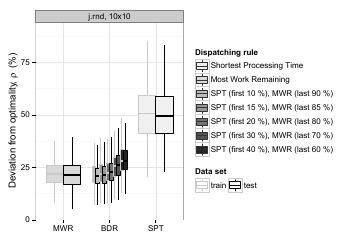 j.rnd, 10x10
Deviation from optimality, ρ (%)
75
50
25
0
MWR BDR SPT
Dispatching rule
Shortest Processing Time
Most Work Remaining
SPT (first 10 %), MWR (last 90 %)
SPT (first 15 %), MWR (last 85 %)
SPT (first 20 %), MWR (last 80 %)
SPT (first 30 %), MWR (last 70 %)
SPT (first 40 %), MWR (last 60 %)
Data set
train test